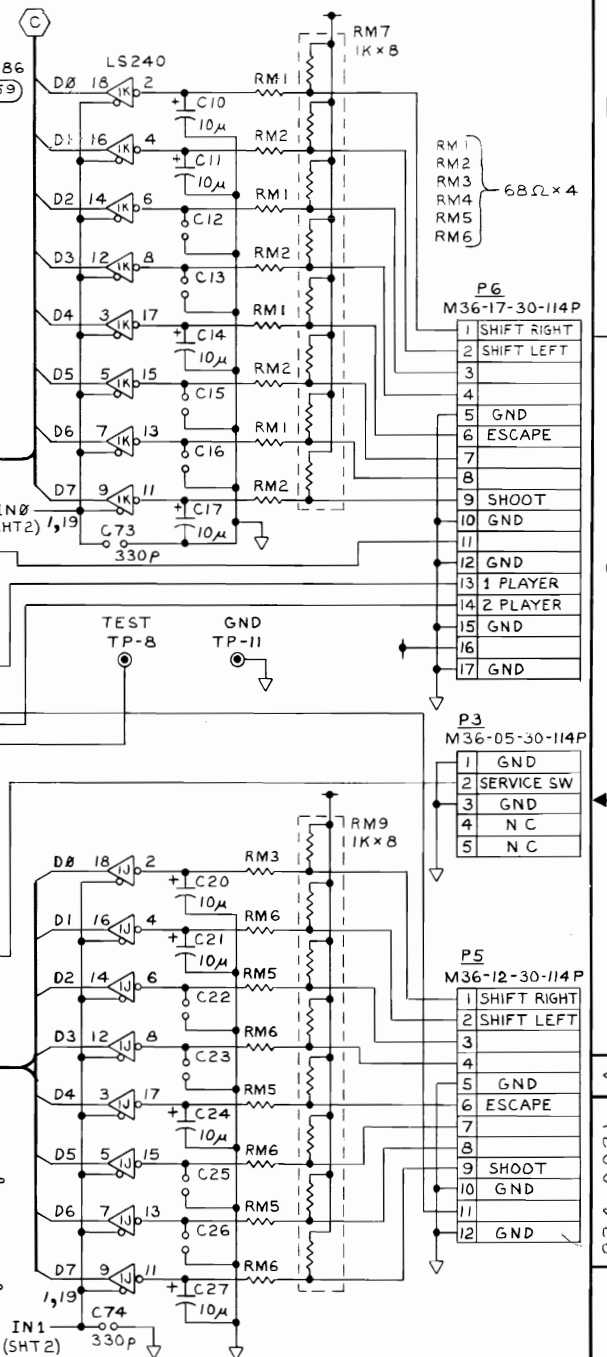 C
86
59
LS240
RM7
1K×8
D0 18 1K 2 C10 10µ RM1
D1 16 1K 4 C11 10µ RM2
D2 14 1K 6 C12 RM1
D3 12 1K 8 C13 RM2
D4 3 1K 17 C14 10µ RM1
D5 5 1K 15 C15 RM2
D6 7 1K 13 C16 RM1
D7 9 1K 11 C17 10µ RM2
IN0
SHT2) 1,19
C73
330P
RM1
RM2
RM3
RM4
RM5
RM6
68Ω×4
P6
M36-17-30-114P
1 SHIFT RIGHT
2 SHIFT LEFT
3
4
5 GND
6 ESCAPE
7
8
9 SHOOT
10 GND
11
12 GND
13 1 PLAYER
14 2 PLAYER
15 GND
16
17 GND
TEST
TP-8
GND
TP-11
P3
M36-05-30-114P
1 GND
2 SERVICE SW
3 GND
4 NC
5 NC
RM9
1K×8
D0 18 1J 2 C20 10µ RM3
D1 16 1J 4 C21 10µ RM6
D2 14 1J 6 C22 RM5
D3 12 1J 8 C23 RM6
D4 3 1J 17 C24 10µ RM5
D5 5 1J 15 C25 RM6
D6 7 1J 13 C26 RM5
D7 9 1J 11 C27 10µ RM6
1,19
IN1
(SHT2)
C74
330P
P5
M36-12-30-114P
1 SHIFT RIGHT
2 SHIFT LEFT
3
4
5 GND
6 ESCAPE
7
8
9 SHOOT
10 GND
11
12 GND